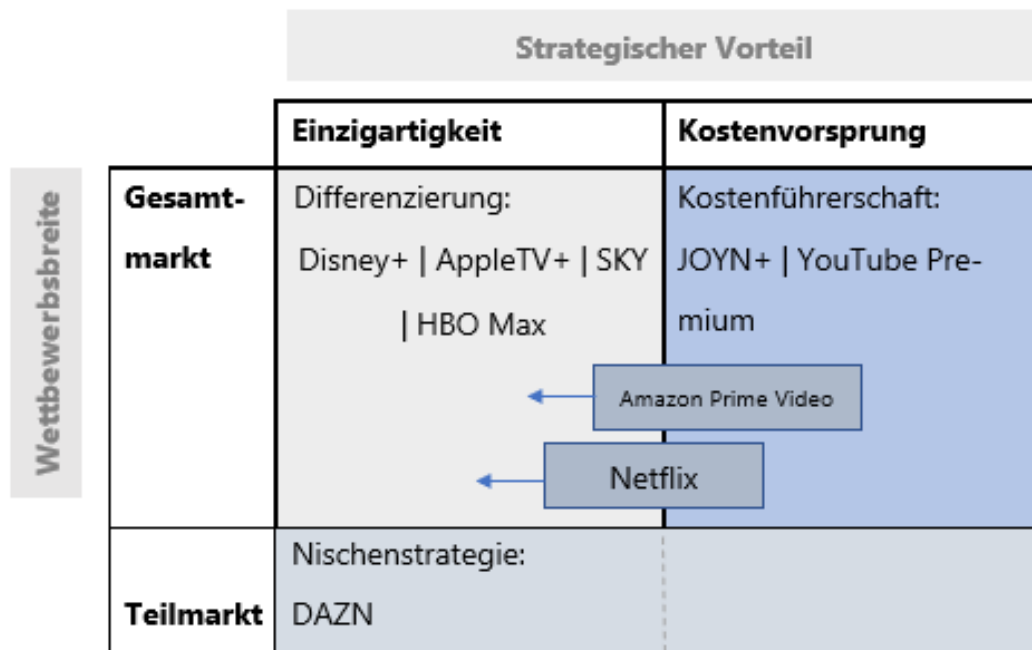 Strategischer Vorteil
Einzigartigkeit
Kostenvorsprung
Wettbewerbsbreite
Gesamt-
markt
Differenzierung:
Disney+ | AppleTV+ | SKY
| HBO Max
Kostenführerschaft:
JOYN+ | YouTube Pre-
mium
Amazon Prime Video
Netflix
Teilmarkt
Nischenstrategie:
DAZN